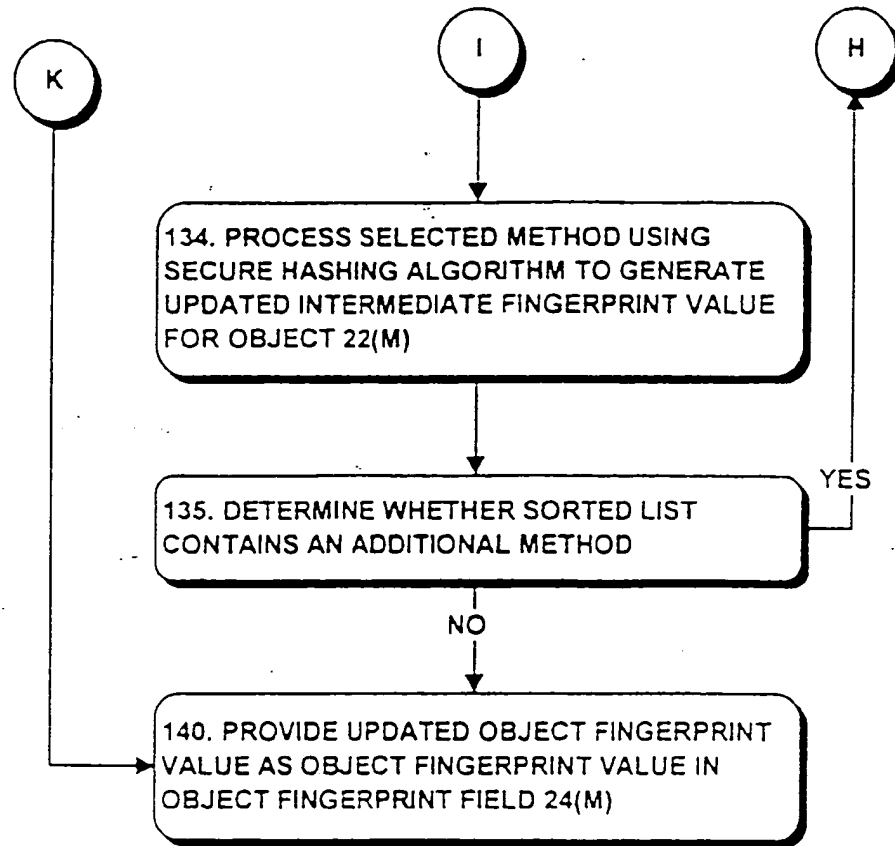 K
I
H
134. PROCESS SELECTED METHOD USING
SECURE HASHING ALGORITHM TO GENERATE
UPDATED INTERMEDIATE FINGERPRINT VALUE
FOR OBJECT 22(M)
YES
135. DETERMINE WHETHER SORTED LIST
CONTAINS AN ADDITIONAL METHOD
NO
140. PROVIDE UPDATED OBJECT FINGERPRINT
VALUE AS OBJECT FINGERPRINT VALUE IN
OBJECT FINGERPRINT FIELD 24(M)